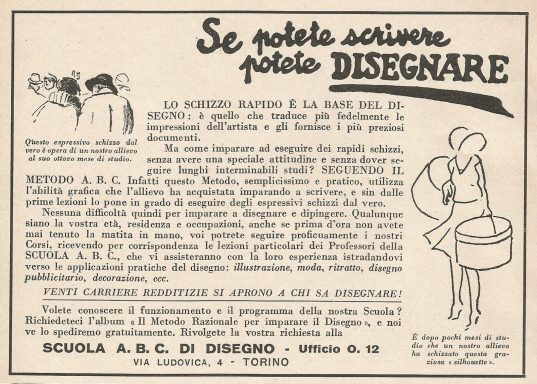 Se potete scrivere
potete DISEGNARE
LO SCHIZZO RAPIDO È LA BASE DEL DI-
SEGNO: è quello che traduce più fedelmente le
impressioni dell'artista e gli fornisce i più preziosi
documenti.
Questo espressivo schizzo dal
vero è opera di un nostro allievo
al suo ottavo mese di studio.
Ma come imparare ad eseguire dei rapidi schizzi,
senza avere una speciale attitudine e senza dover se-
guire lunghi interminabili studi? SEGUENDO IL
METODO A. B. C. Infatti questo Metodo, semplicissimo e pratico, utilizza
l'abilità grafica che l'allievo ha acquistata imparando a scrivere, e sin dalle
prime lezioni lo pone in grado di eseguire degli espressivi schizzi dal vero.
Nessuna difficoltà quindi per imparare a disegnare e dipingere. Qualunque
siano la vostra età, residenza e occupazioni, anche se prima d'ora non avete
mai tenuto la matita in mano, voi potete seguire proficuamente i nostri
Corsi, ricevendo per corrispondenza le lezioni particolari dei Professori della
SCUOLA A. B. C., che vi assisteranno con la loro esperienza istradandovi
verso le applicazioni pratiche del disegno: illustrazione, moda, ritratto, disegno
pubblicitario, decorazione, ecc.
VENTI CARRIERE REDDITIZIE SI APRONO A CHI SA DISEGNARE!
Volete conoscere il funzionamento e il programma della nostra Scuola?
Richiedeteci l'album « Il Metodo Razionale per imparare il Disegno », e noi
ve lo spediremo gratuitamente. Rivolgete la vostra richiesta alla
SCUOLA A. B. C. DI DISEGNO - Ufficio O. 12
VIA LUDOVICA, 4 - TORINO
È dopo pochi mesi di stu-
dio che un nostro allievo
ha schizzato questa gra-
ziosa « silhouette ».